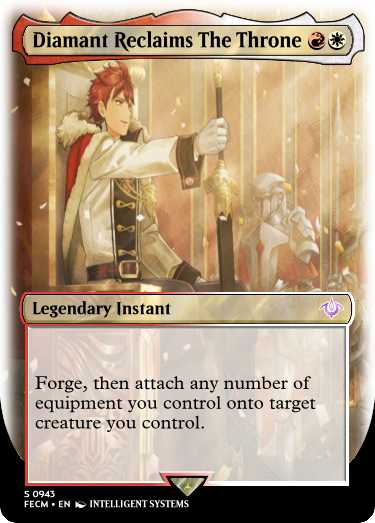 Diamant Reclaims The Throne
Legendary Instant
Forge, then attach any number of
equipment you control onto target
creature you control.
S 0943
FECM • EN INTELLIGENT SYSTEMS